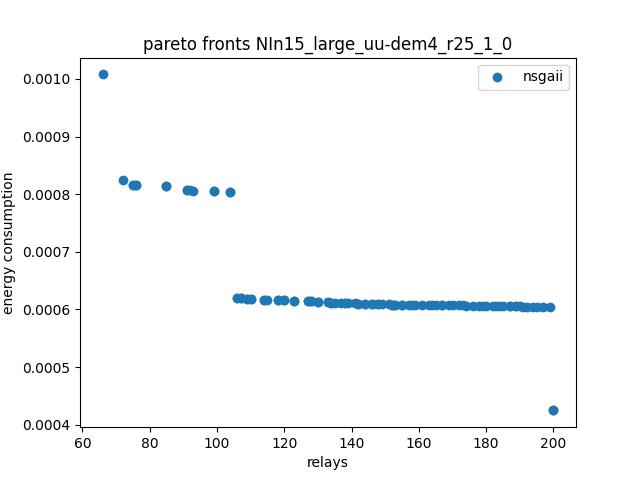 pareto fronts NIn15_large_uu-dem4_r25_1_0
nsgaii
0.0010
0.0009
0.0008
0.0007
0.0006
0.0005
0.0004
energy consumption
60 80 100 120 140 160 180 200
relays